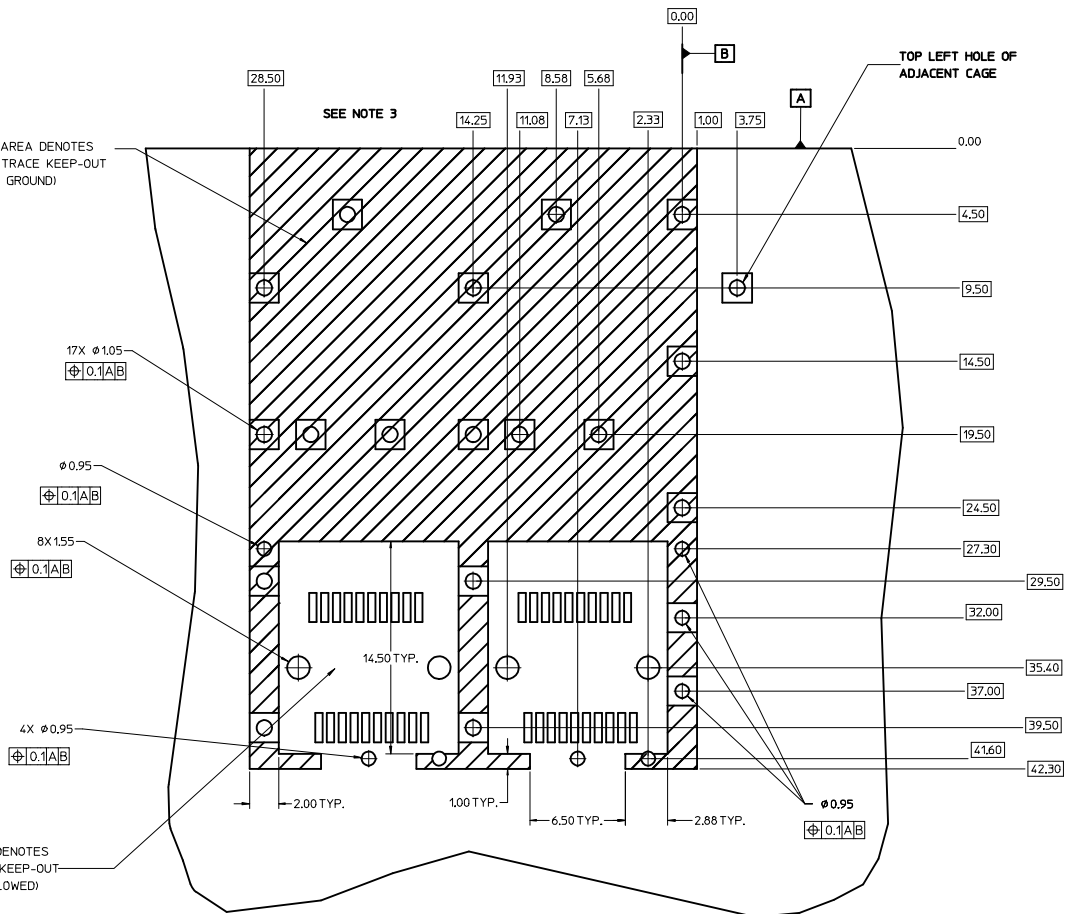 0.00
B
TOP LEFT HOLE OF
ADJACENT CAGE
28.50
11.93
8.58
5.68
A
SEE NOTE 3
14.25
11.08
7.13
2.33
1.00
3.75
AREA DENOTES
TRACE KEEP-OUT
GROUND)
0.00
4.50
9.50
17X ⌀1.05
⌖ 0.1 A B
14.50
19.50
⌀0.95
⌖ 0.1 A B
24.50
8X1.55
⌖ 0.1 A B
27.30
29.50
32.00
14.50 TYP.
35.40
37.00
4X ⌀0.95
⌖ 0.1 A B
39.50
41.60
42.30
2.00 TYP.
1.00 TYP.
6.50 TYP.
2.88 TYP.
⌀0.95
⌖ 0.1 A B
DENOTES
KEEP-OUT
LOWED)